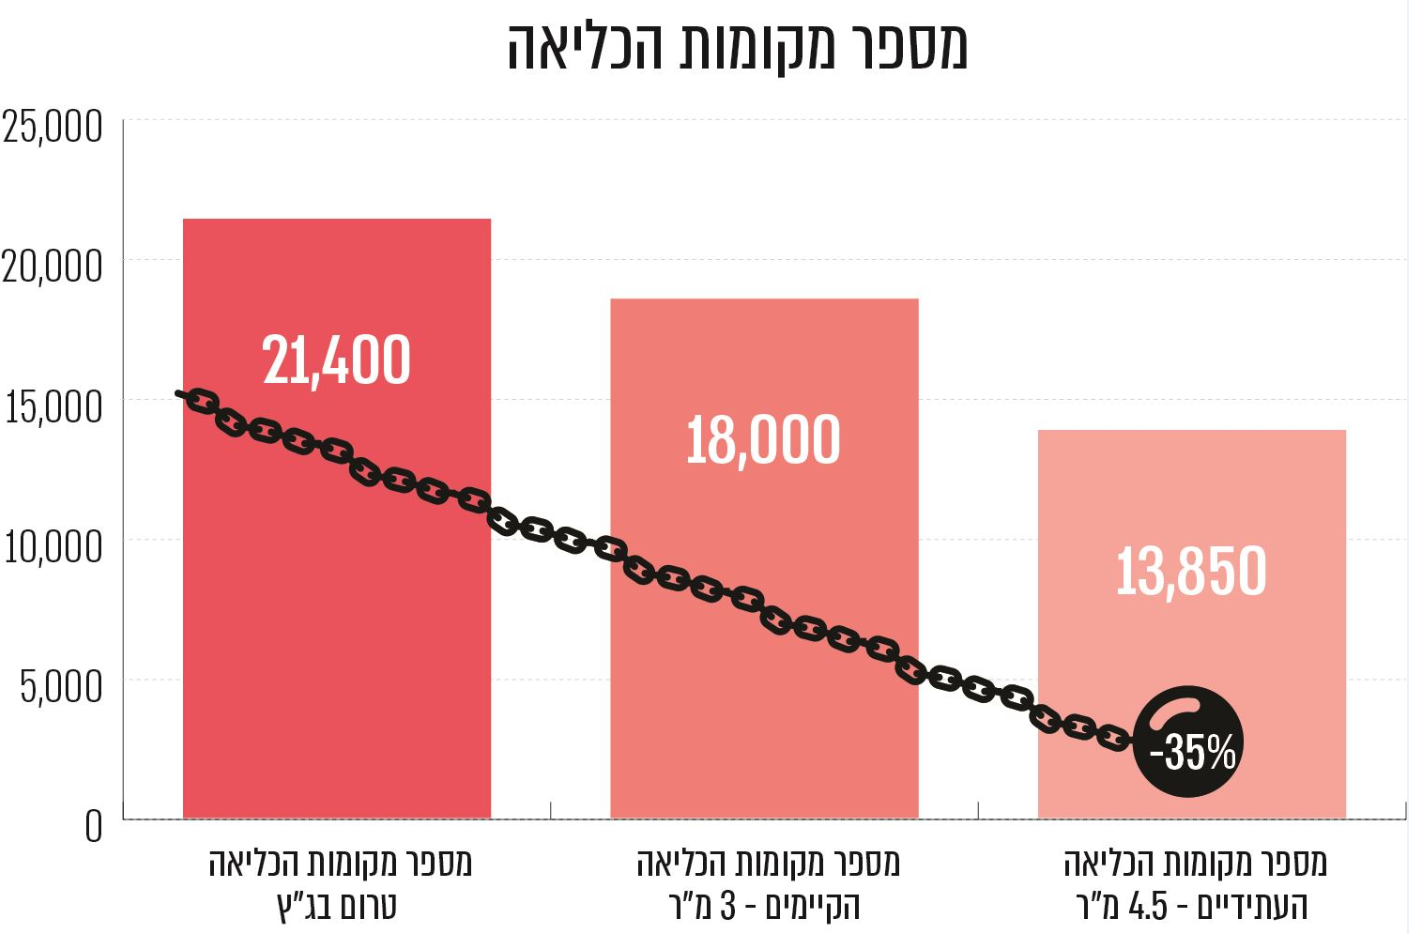 מספר מקומות הכליאה
25,000
20,000
15,000
10,000
5,000
0
21,400
18,000
13,850
-35%
מספר מקומות הכליאה
טרום בג"ץ
מספר מקומות הכליאה
הקיימים - 3 מ"ר
מספר מקומות הכליאה
העתידיים - 4.5 מ"ר